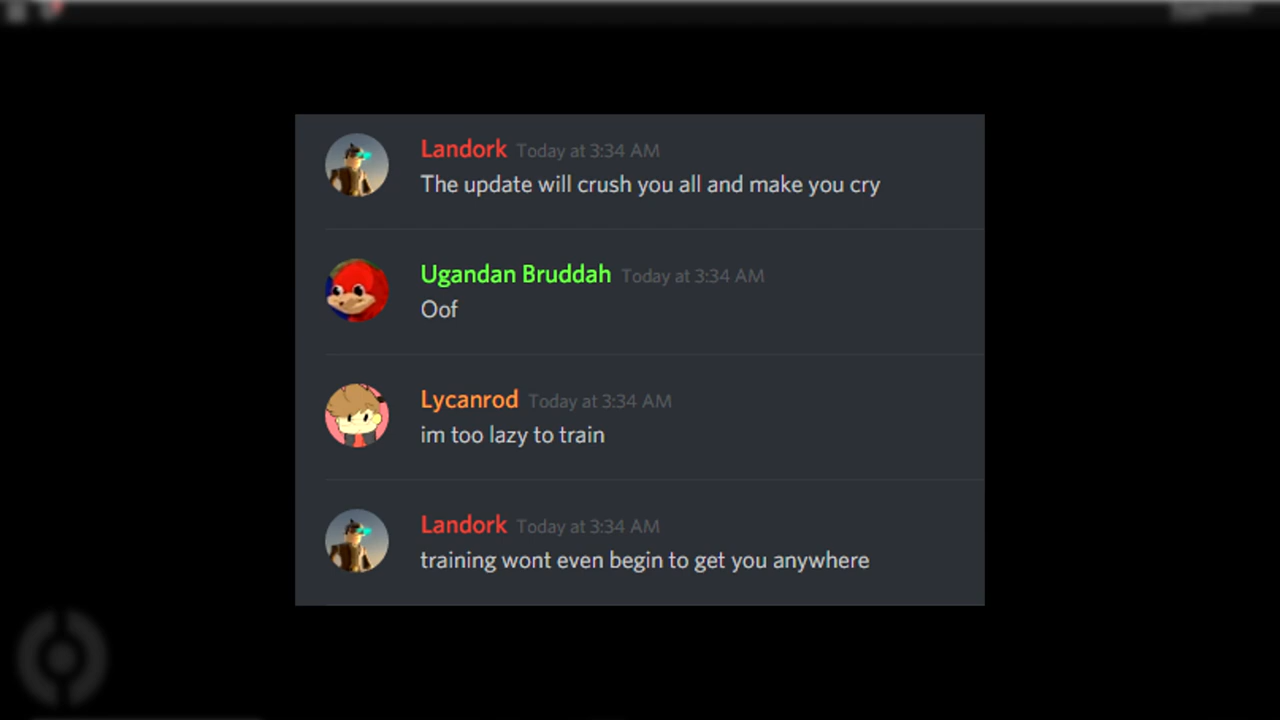 Landork Today at 3:34 AM
The update will crush you all and make you cry
Ugandan Bruddah Today at 3:34 AM
Oof
Lycanrod Today at 3:34 AM
im too lazy to train
Landork Today at 3:34 AM
training wont even begin to get you anywhere